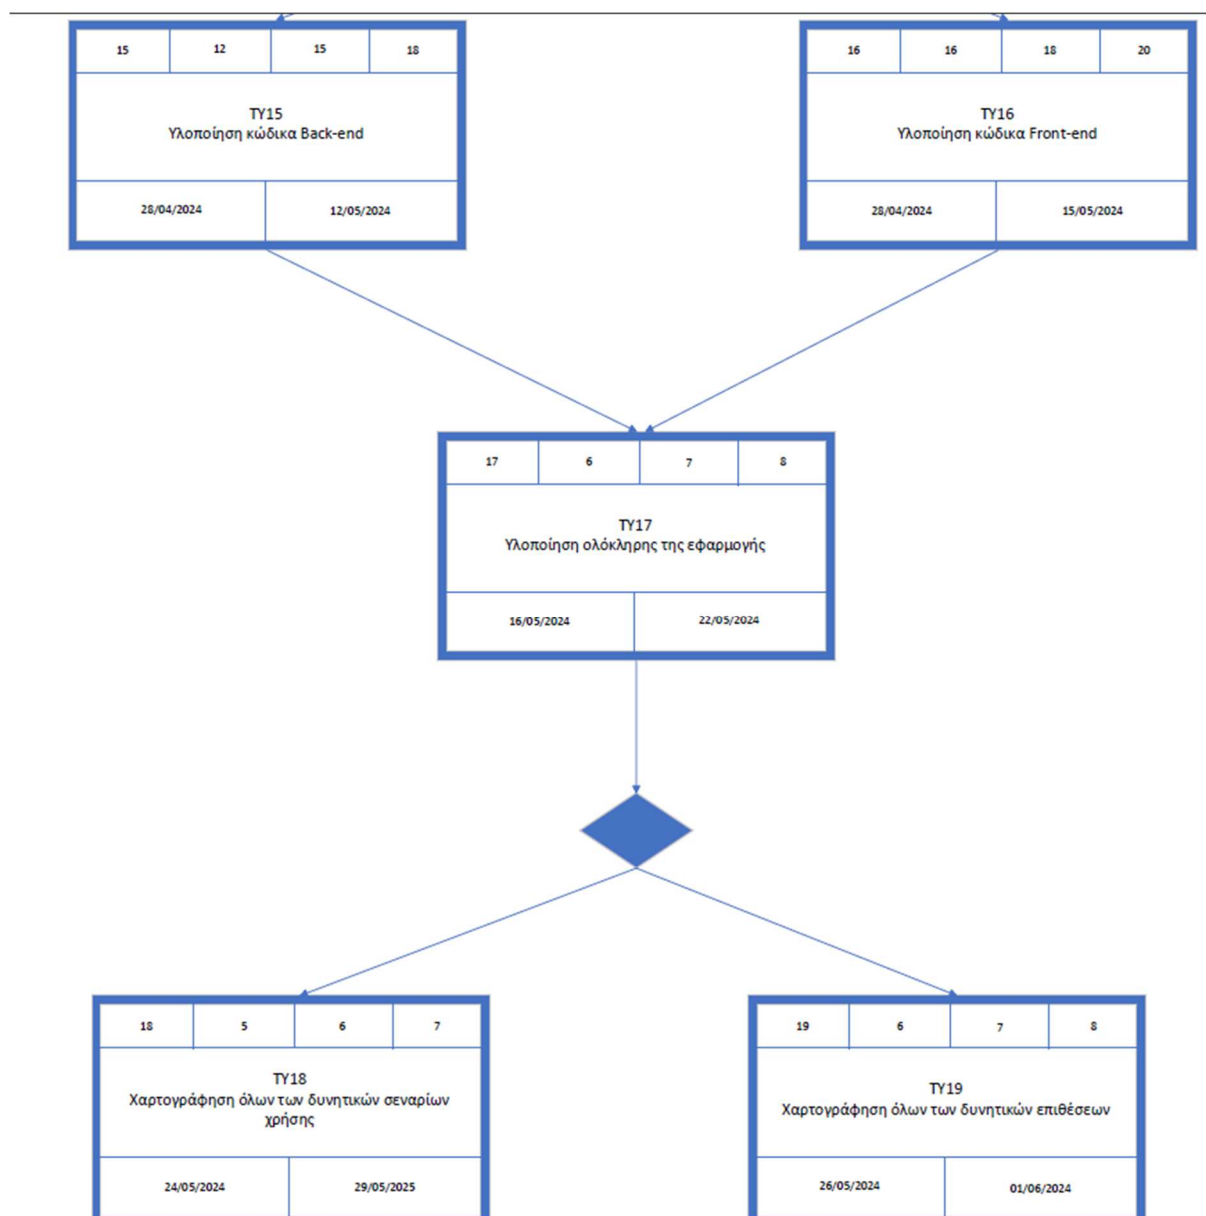 15 12 15 18
ΤΥ15
Υλοποίηση κώδικα Back-end
28/04/2024 12/05/2024
16 16 18 20
ΤΥ16
Υλοποίηση κώδικα Front-end
28/04/2024 15/05/2024
17 6 7 8
ΤΥ17
Υλοποίηση ολόκληρης της εφαρμογής
16/05/2024 22/05/2024
18 5 6 7
ΤΥ18
Χαρτογράφηση όλων των δυνητικών σεναρίων
χρήσης
24/05/2024 29/05/2025
19 6 7 8
ΤΥ19
Χαρτογράφηση όλων των δυνητικών επιθέσεων
26/05/2024 01/06/2024